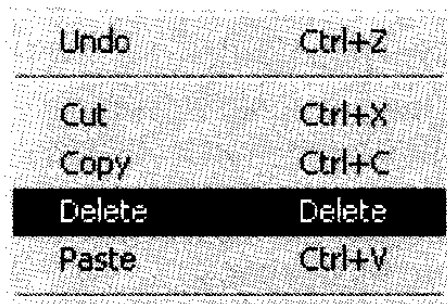 Undo Ctrl+Z
Cut Ctrl+X
Copy Ctrl+C
Delete Delete
Paste Ctrl+V